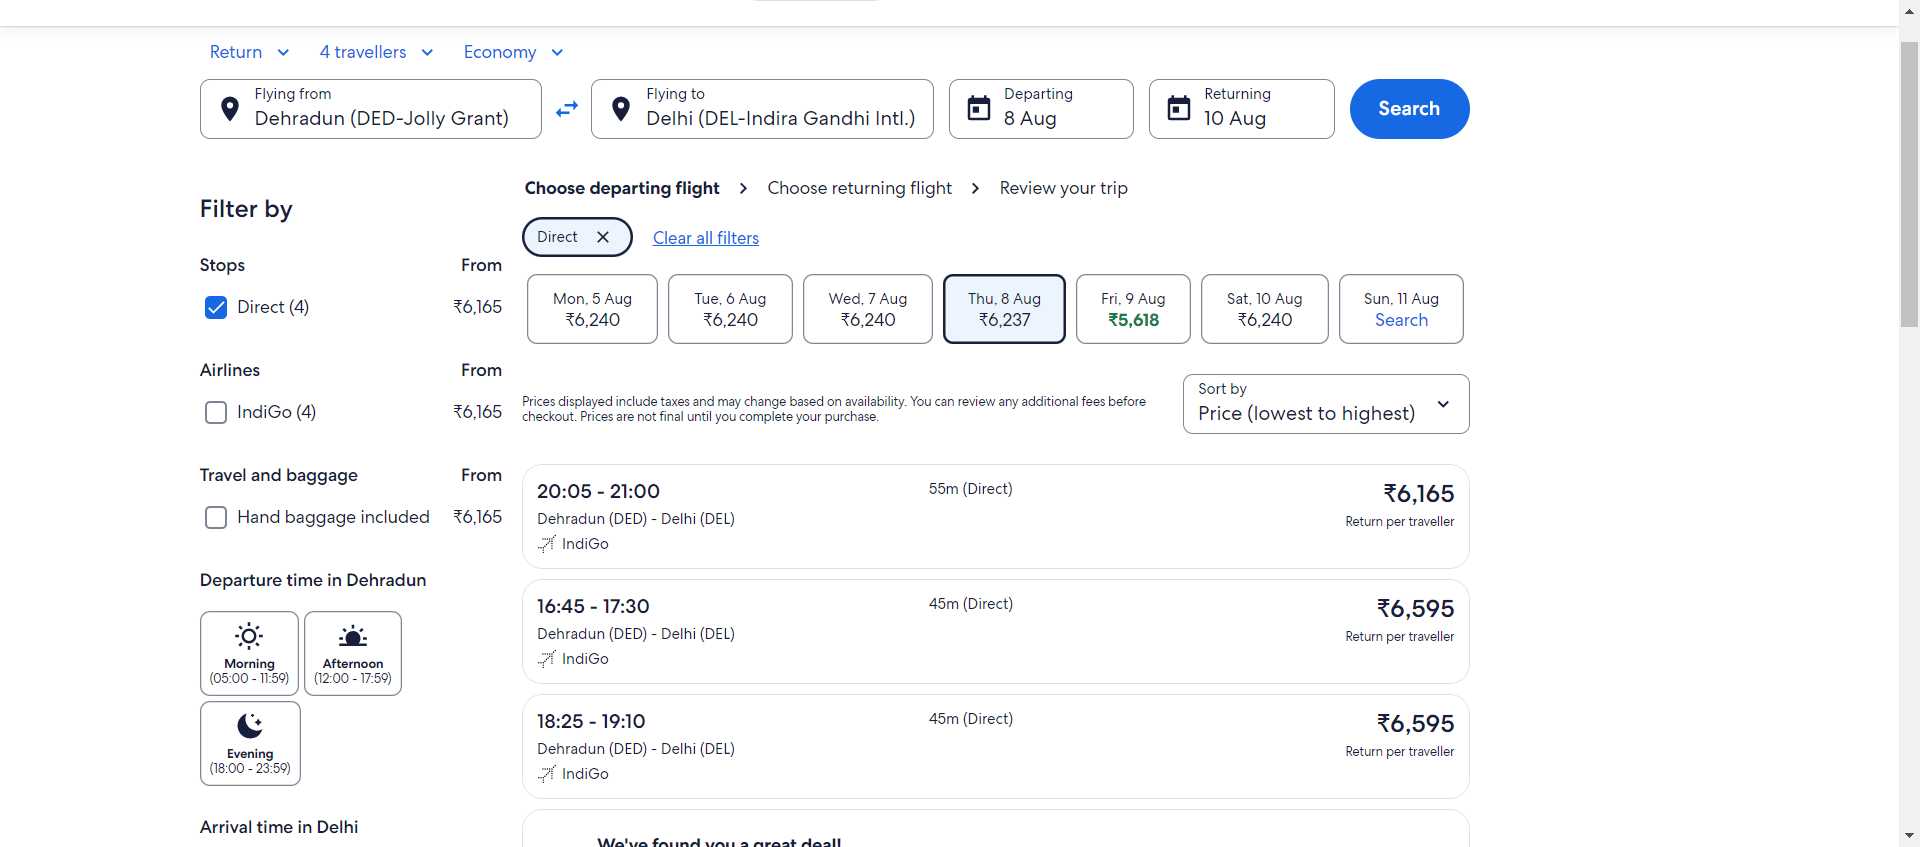 Return 4 travellers Economy
Flying from
Dehradun (DED-Jolly Grant)
Flying to
Delhi (DEL-Indira Gandhi Intl.)
Departing
8 Aug
Returning
10 Aug
Search
Choose departing flight Choose returning flight Review your trip
Direct Clear all filters
Filter by
Stops From
Direct (4) ₹6,165
Airlines From
IndiGo (4) ₹6,165
Travel and baggage From
Hand baggage included ₹6,165
Departure time in Dehradun
Morning
(05:00 - 11:59)
Afternoon
(12:00 - 17:59)
Evening
(18:00 - 23:59)
Arrival time in Delhi
Mon, 5 Aug
₹6,240
Tue, 6 Aug
₹6,240
Wed, 7 Aug
₹6,240
Thu, 8 Aug
₹6,237
Fri, 9 Aug
₹5,618
Sat, 10 Aug
₹6,240
Sun, 11 Aug
Search
Prices displayed include taxes and may change based on availability. You can review any additional fees before
checkout. Prices are not final until you complete your purchase.
Sort by
Price (lowest to highest)
20:05 - 21:00 55m (Direct) ₹6,165
Dehradun (DED) - Delhi (DEL) Return per traveller
IndiGo
16:45 - 17:30 45m (Direct) ₹6,595
Dehradun (DED) - Delhi (DEL) Return per traveller
IndiGo
18:25 - 19:10 45m (Direct) ₹6,595
Dehradun (DED) - Delhi (DEL) Return per traveller
IndiGo
We've found you a great deal!